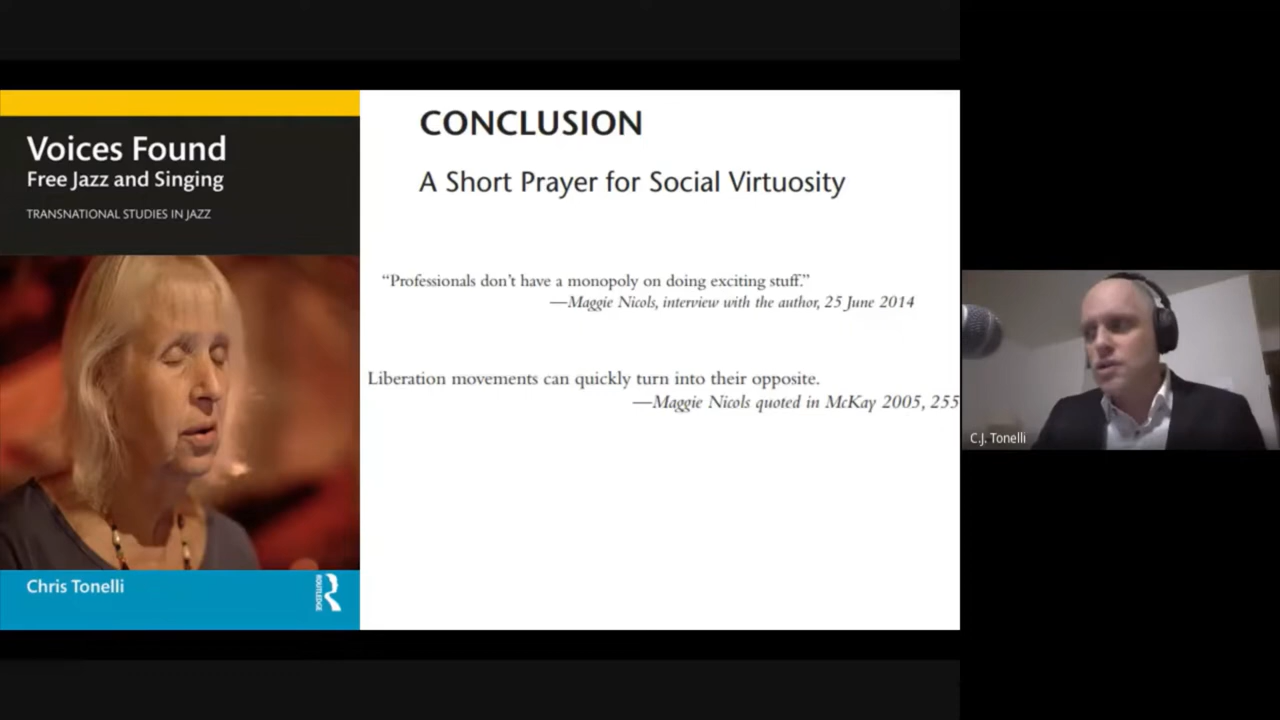 Voices Found
Free Jazz and Singing
TRANSNATIONAL STUDIES IN JAZZ
Chris Tonelli
ROUTLEDGE
CONCLUSION
A Short Prayer for Social Virtuosity
“Professionals don’t have a monopoly on doing exciting stuff.”
—Maggie Nicols, interview with the author, 25 June 2014
Liberation movements can quickly turn into their opposite.
—Maggie Nicols quoted in McKay 2005, 255
C.J. Tonelli